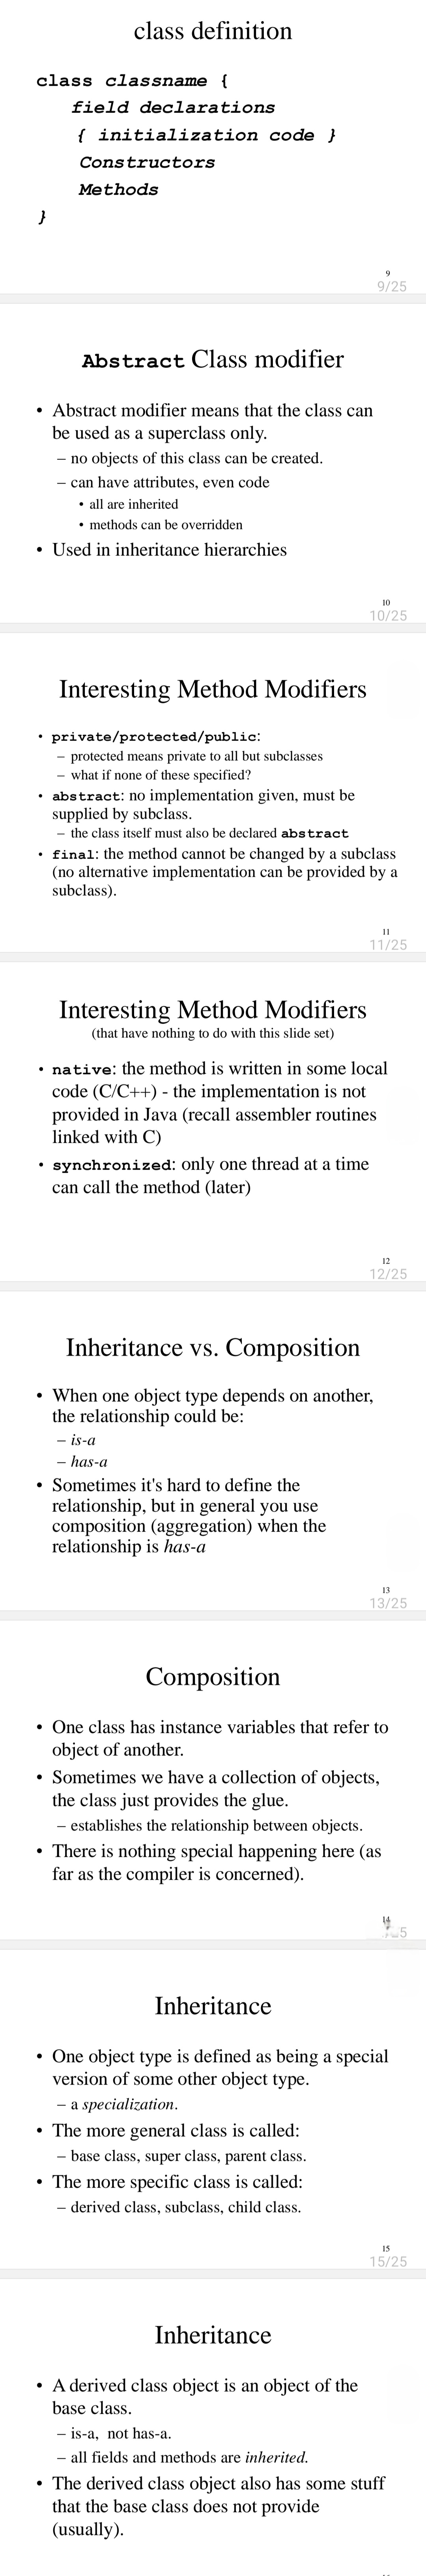 class definition
class classname {
field declarations
{ initialization code }
Constructors
Methods
}
9
9/25
Abstract Class modifier
• Abstract modifier means that the class can
be used as a superclass only.
– no objects of this class can be created.
– can have attributes, even code
• all are inherited
• methods can be overridden
• Used in inheritance hierarchies
10
10/25
Interesting Method Modifiers
• private/protected/public:
– protected means private to all but subclasses
– what if none of these specified?
• abstract: no implementation given, must be
supplied by subclass.
– the class itself must also be declared abstract
• final: the method cannot be changed by a subclass
(no alternative implementation can be provided by a
subclass).
11
11/25
Interesting Method Modifiers
(that have nothing to do with this slide set)
• native: the method is written in some local
code (C/C++) - the implementation is not
provided in Java (recall assembler routines
linked with C)
• synchronized: only one thread at a time
can call the method (later)
12
12/25
Inheritance vs. Composition
• When one object type depends on another,
the relationship could be:
– is-a
– has-a
• Sometimes it's hard to define the
relationship, but in general you use
composition (aggregation) when the
relationship is has-a
13
13/25
Composition
• One class has instance variables that refer to
object of another.
• Sometimes we have a collection of objects,
the class just provides the glue.
– establishes the relationship between objects.
• There is nothing special happening here (as
far as the compiler is concerned).
14
Inheritance
• One object type is defined as being a special
version of some other object type.
– a specialization.
• The more general class is called:
– base class, super class, parent class.
• The more specific class is called:
– derived class, subclass, child class.
15
15/25
Inheritance
• A derived class object is an object of the
base class.
– is-a, not has-a.
– all fields and methods are inherited.
• The derived class object also has some stuff
that the base class does not provide
(usually).